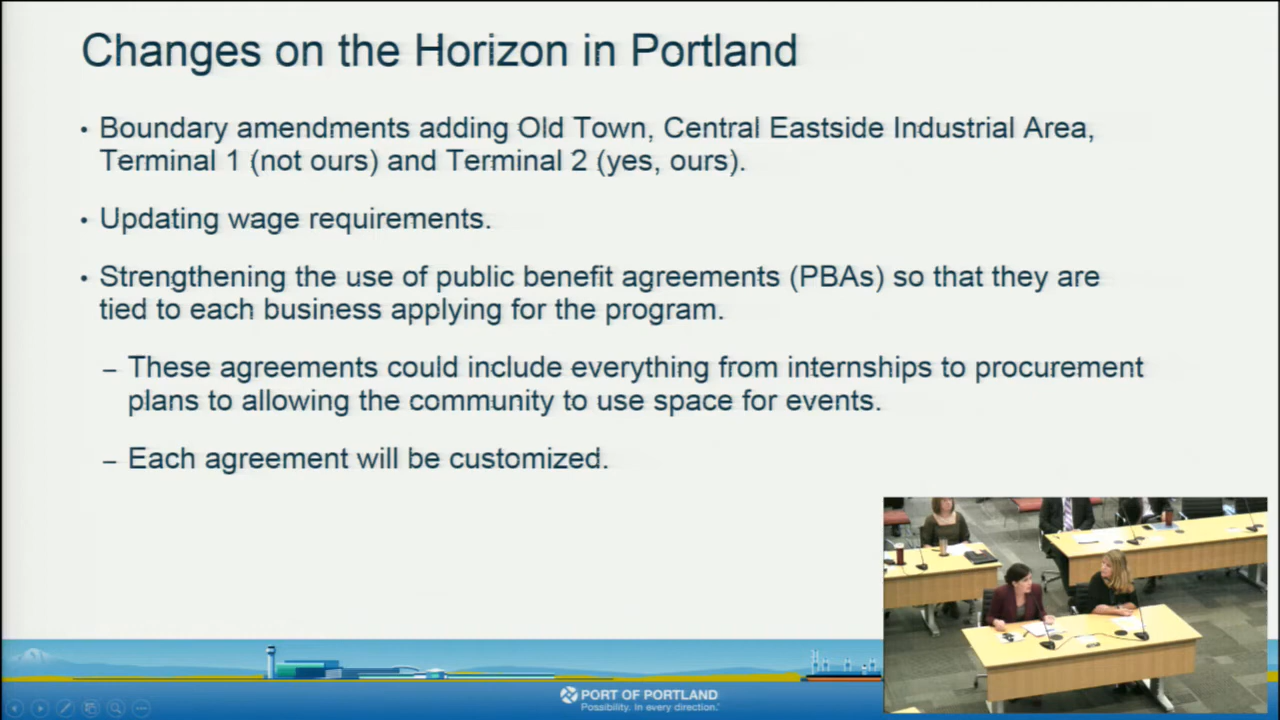 Changes on the Horizon in Portland
• Boundary amendments adding Old Town, Central Eastside Industrial Area,
Terminal 1 (not ours) and Terminal 2 (yes, ours).
• Updating wage requirements.
• Strengthening the use of public benefit agreements (PBAs) so that they are
tied to each business applying for the program.
– These agreements could include everything from internships to procurement
plans to allowing the community to use space for events.
– Each agreement will be customized.
PORT OF PORTLAND
Possibility. In every direction.™